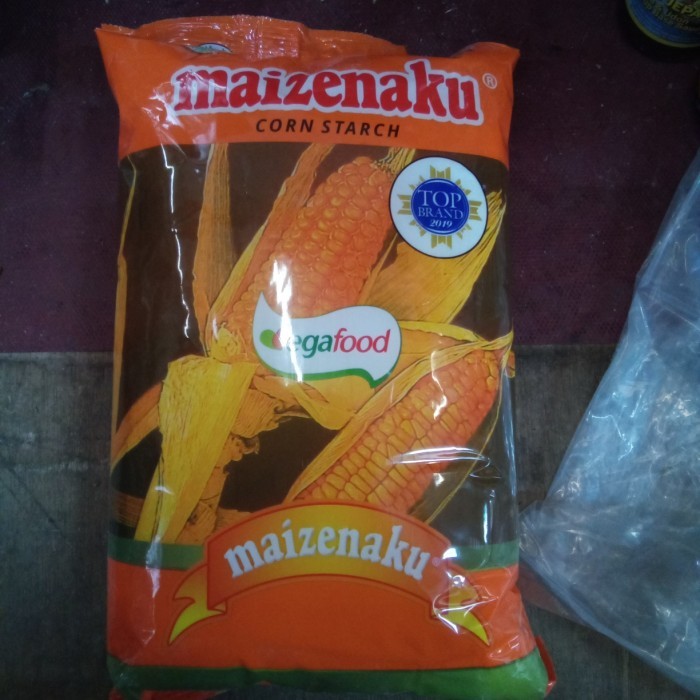 maizenaku®
CORN STARCH
TOP
BRAND
2019
egafood
maizenaku